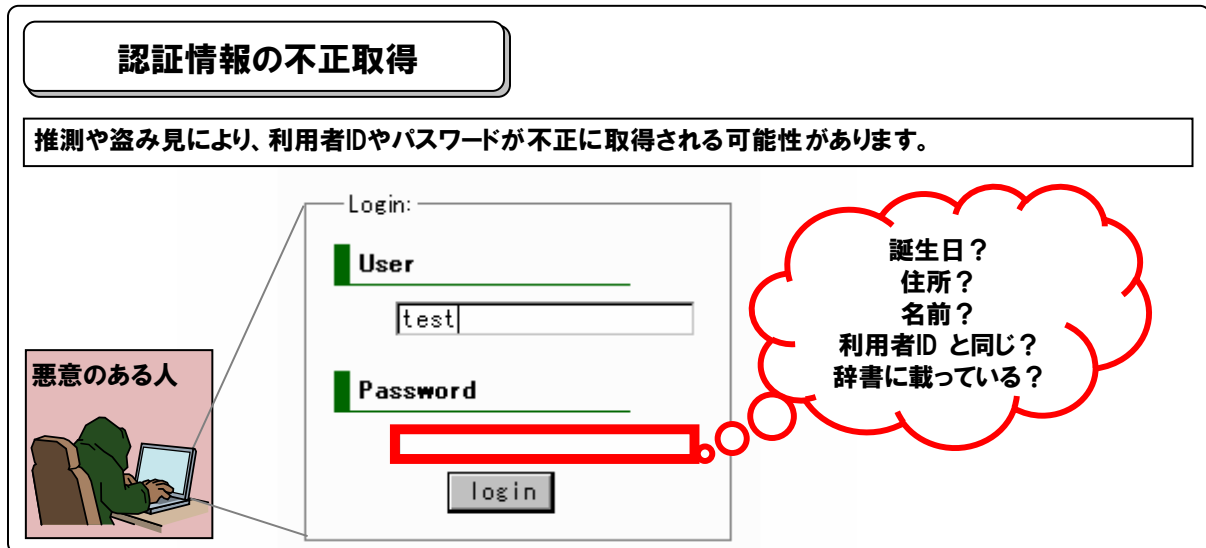 認証情報の不正取得
推測や盗み見により、利用者IDやパスワードが不正に取得される可能性があります。
Login:
User
test
Password
login
悪意のある人
誕生日?
住所?
名前?
利用者ID と同じ?
辞書に載っている?